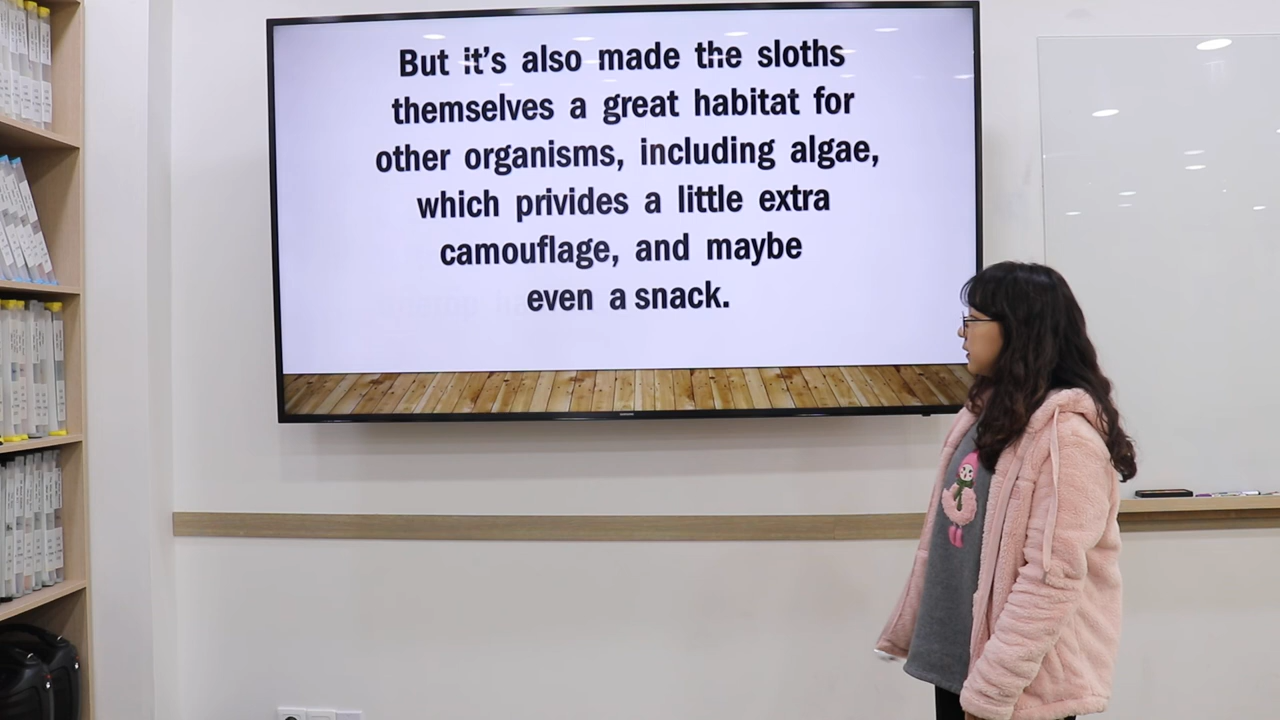 But it’s also made the sloths
themselves a great habitat for
other organisms, including algae,
which privides a little extra
camouflage, and maybe
even a snack.